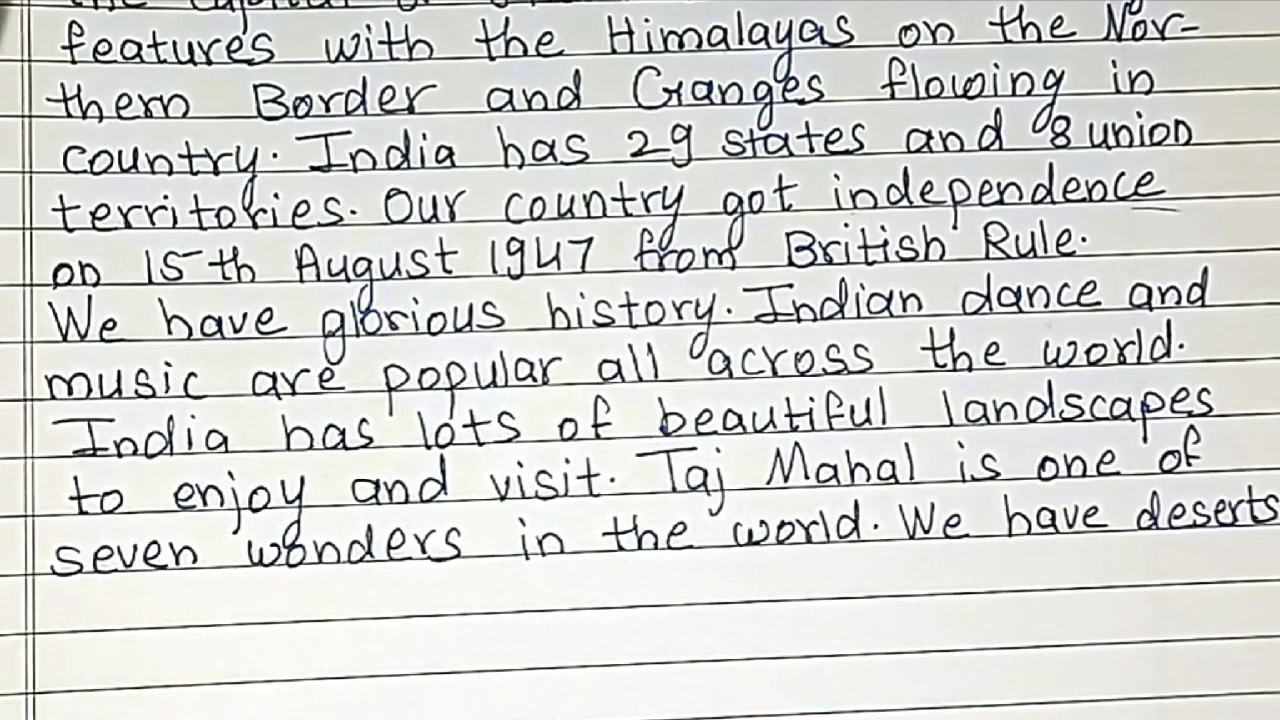 the capital of
features with the Himalayas on the Nor-
thern Border and Ganges flowing in
country. India has 29 states and 8 union
territories. Our country got independence
on 15th August 1947 from British Rule.
We have glorious history. Indian dance and
music are popular all across the world.
India has lots of beautiful landscapes
to enjoy and visit. Taj Mahal is one of
seven wonders in the world. We have deserts